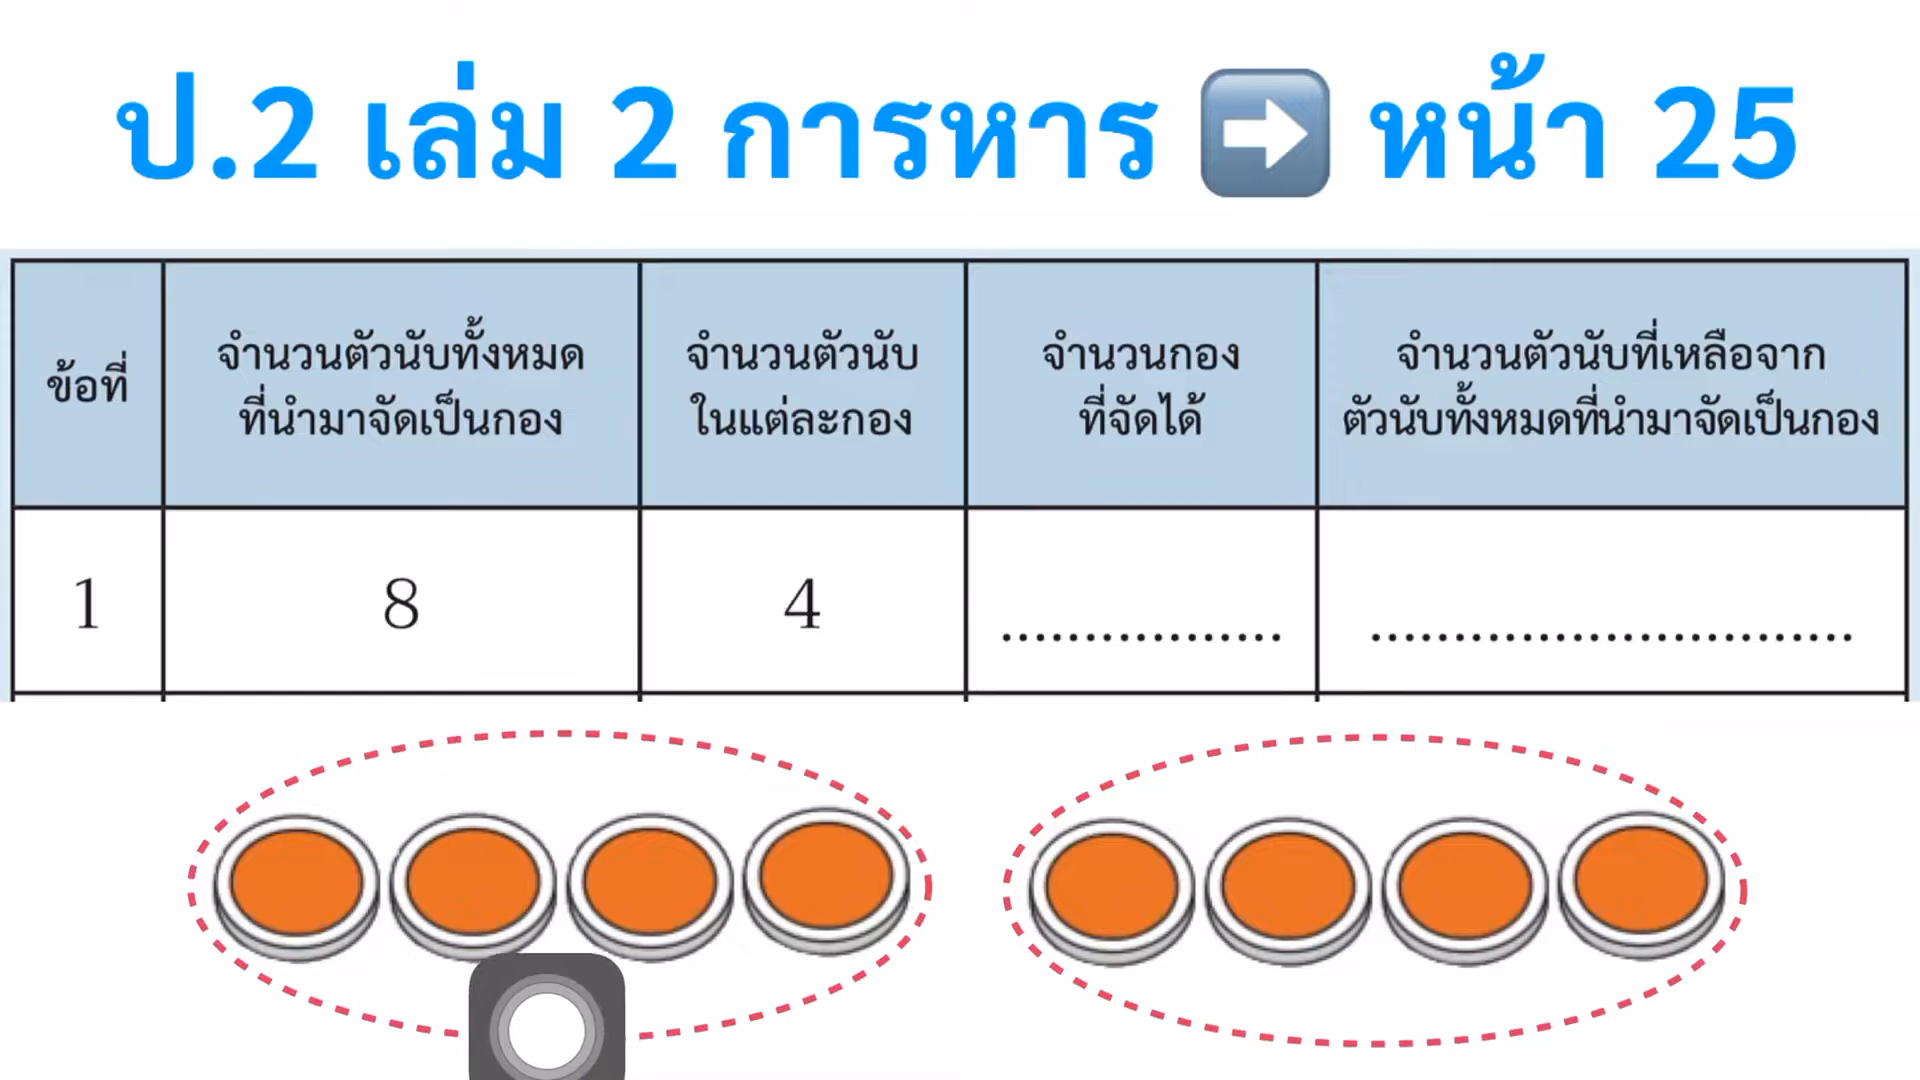 ป.2 เล่ม 2 การหาร ➡ หน้า 25
ข้อที่
จำนวนตัวนับทั้งหมด
ที่นำมาจัดเป็นกอง
จำนวนตัวนับ
ในแต่ละกอง
จำนวนกอง
ที่จัดได้
จำนวนตัวนับที่เหลือจาก
ตัวนับทั้งหมดที่นำมาจัดเป็นกอง
1
8
4
.................
.............................